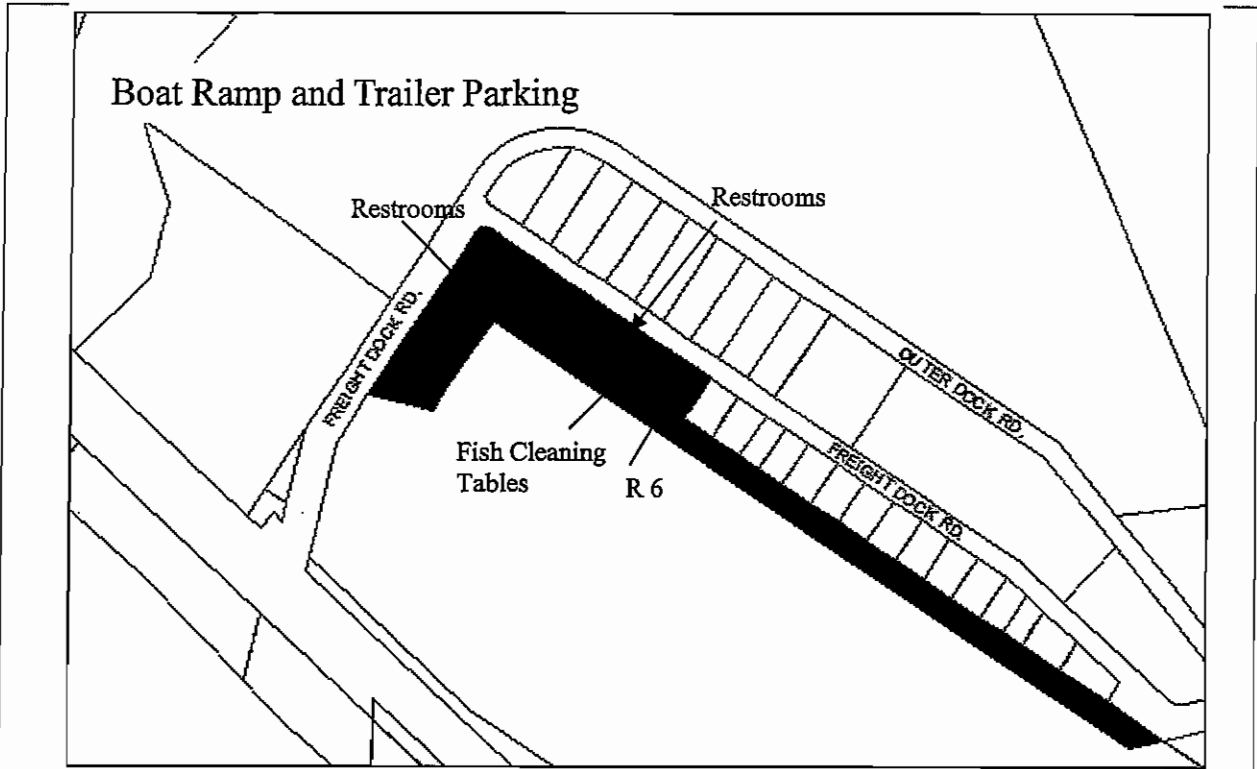 Boat Ramp and Trailer Parking
Restrooms
Restrooms
FREIGHT DOCK RD.
OUTER DOCK RD.
FREIGHT DOCK RD.
Fish Cleaning
Tables
R 6